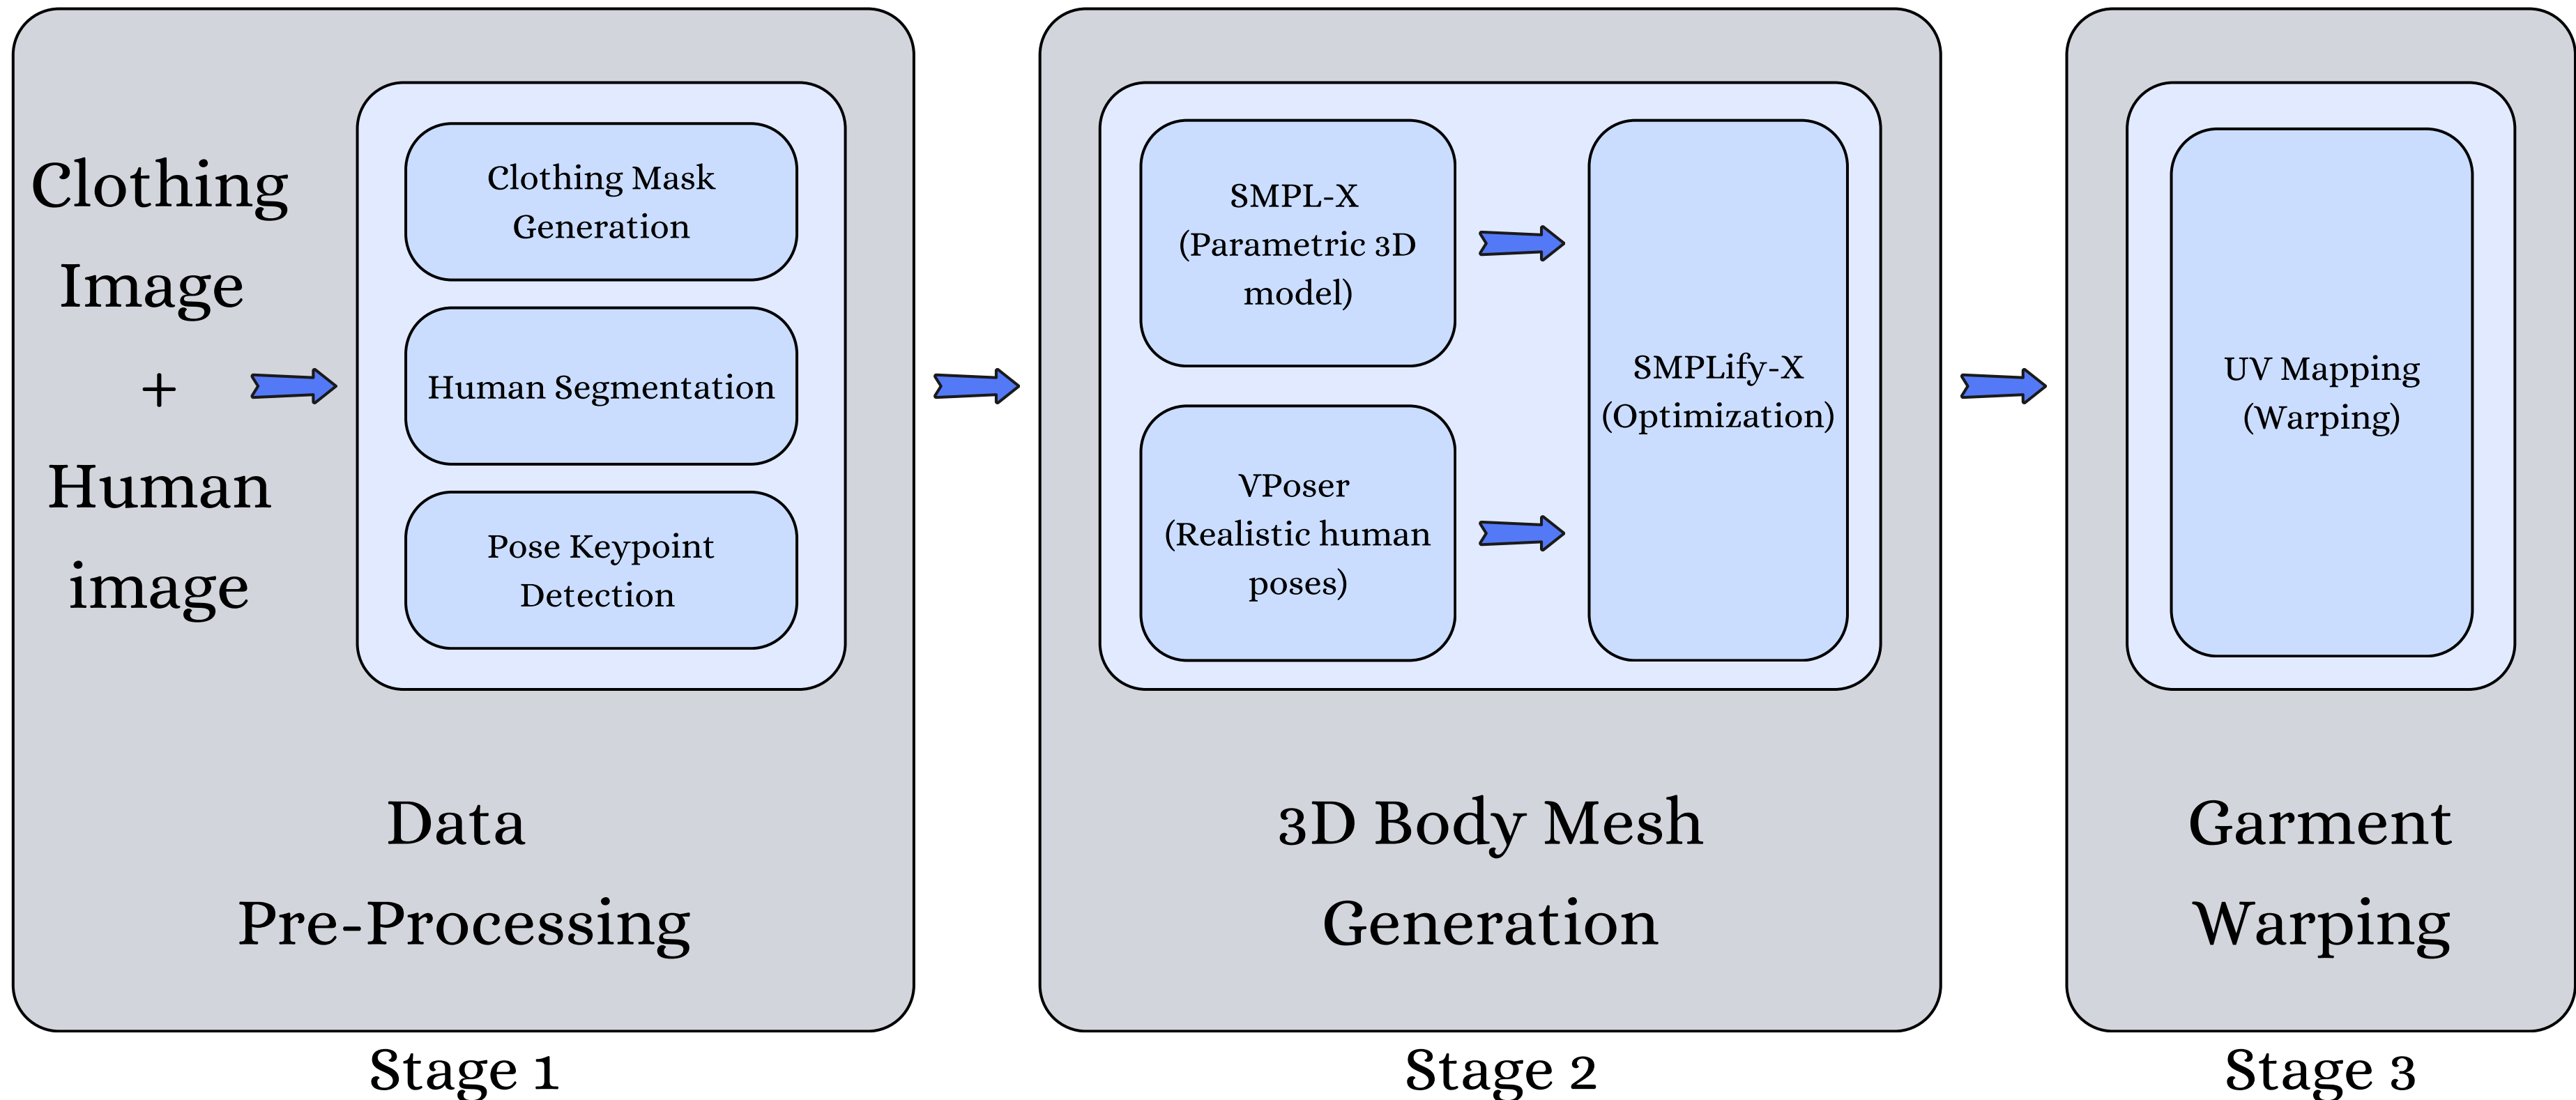 Clothing
Image
+
Human
image
Clothing Mask
Generation
Human Segmentation
Pose Keypoint
Detection
Data
Pre-Processing
Stage 1
SMPL-X
(Parametric 3D
model)
VPoser
(Realistic human
poses)
SMPLify-X
(Optimization)
3D Body Mesh
Generation
Stage 2
UV Mapping
(Warping)
Garment
Warping
Stage 3